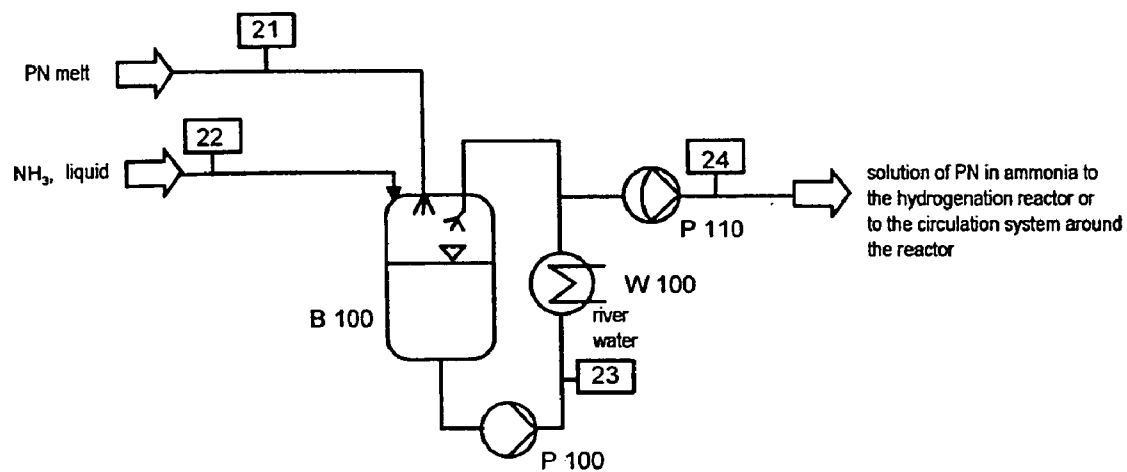 21
PN melt
22
NH₃, liquid
24
solution of PN in ammonia to
the hydrogenation reactor or
to the circulation system around
the reactor
P 110
W 100
B 100
river
water
23
P 100